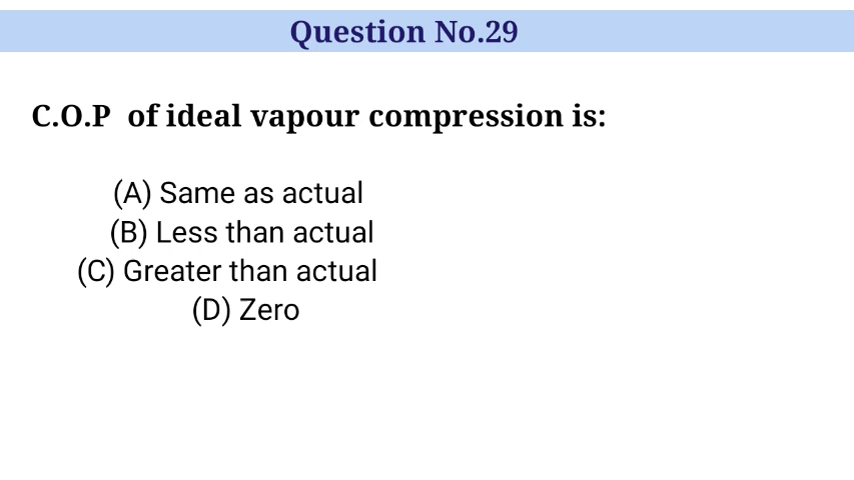 Question No.29
C.O.P of ideal vapour compression is:
(A) Same as actual
(B) Less than actual
(C) Greater than actual
(D) Zero